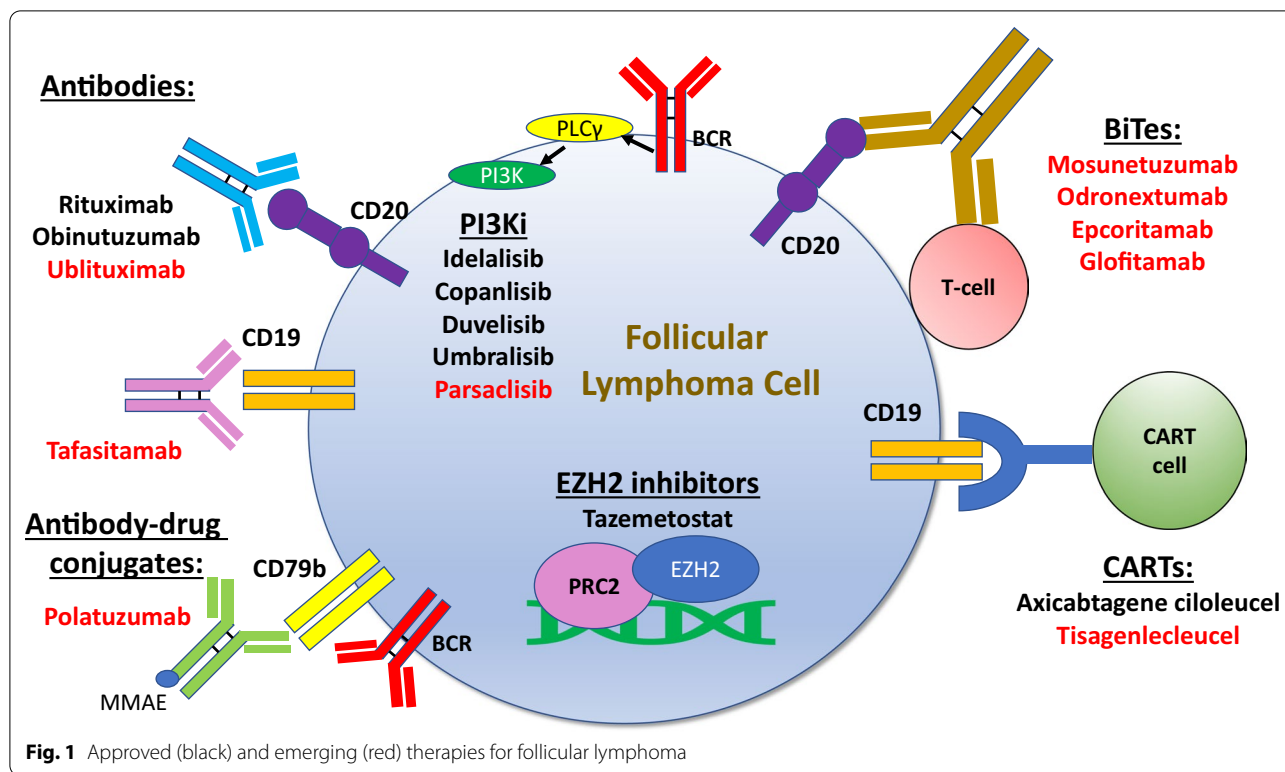 Antibodies:
Rituximab
Obinutuzumab
Ublituximab
CD20
CD19
Tafasitamab
Antibody-drug
conjugates:
Polatuzumab
MMAE
CD79b
BCR
PLCγ
PI3K
BCR
PI3Ki
Idelalisib
Copanlisib
Duvelisib
Umbralisib
Parsaclisib
Follicular
Lymphoma Cell
EZH2 inhibitors
Tazemetostat
PRC2
EZH2
CD20
T-cell
BiTes:
Mosunetuzumab
Odronextumab
Epcoritamab
Glofitamab
CD19
CART
cell
CARTs:
Axicabtagene ciloleucel
Tisagenlecleucel
Fig. 1 Approved (black) and emerging (red) therapies for follicular lymphoma